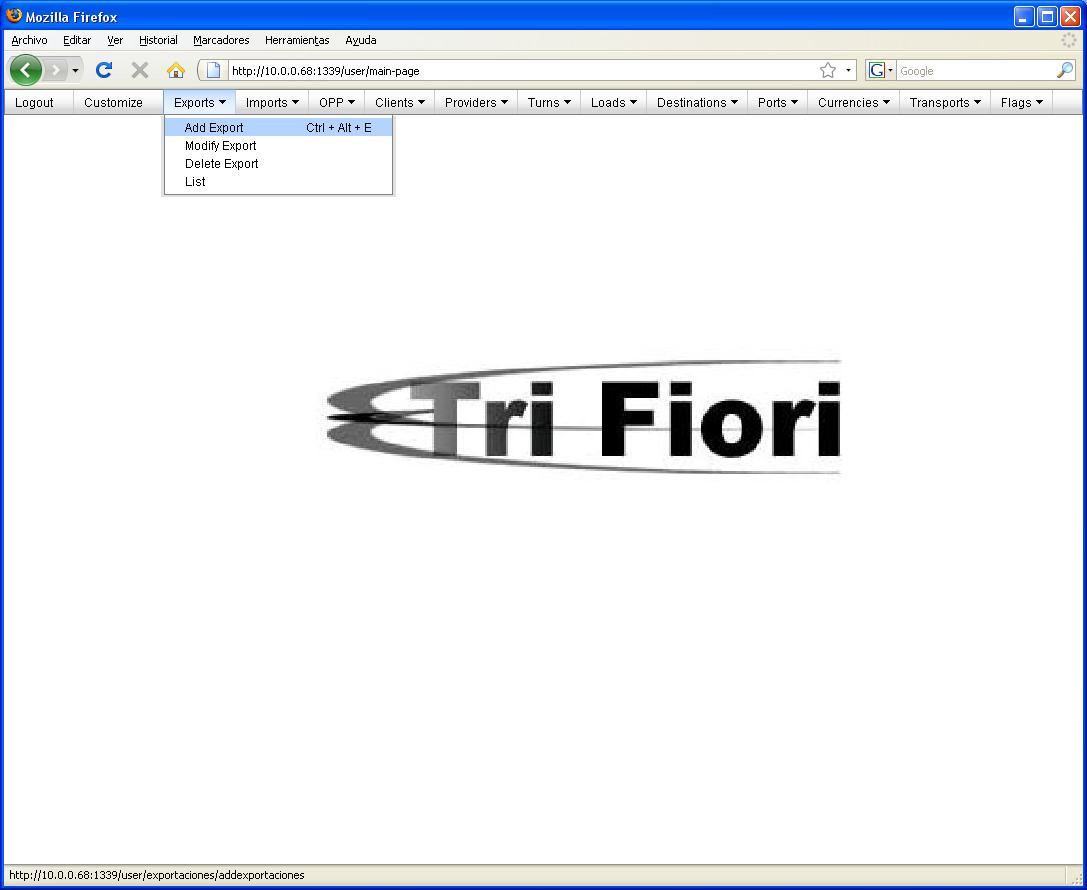 Mozilla Firefox
Archivo Editar Ver Historial Marcadores Herramientas Ayuda
http://10.0.0.68:1339/user/main-page Google
Logout Customize Exports Imports OPP Clients Providers Turns Loads Destinations Ports Currencies Transports Flags
Add Export Ctrl + Alt + E
Modify Export
Delete Export
List
Tri Fiori
http://10.0.0.68:1339/user/exportaciones/addexportaciones